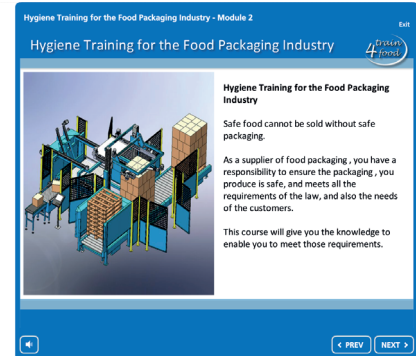 Hygiene Training for the Food Packaging Industry - Module 2
Exit
Hygiene Training for the Food Packaging Industry
4 train food
Hygiene Training for the Food Packaging
Industry
Safe food cannot be sold without safe
packaging.
As a supplier of food packaging , you have a
responsibility to ensure the packaging , you
produce is safe, and meets all the
requirements of the law, and also the needs
of the customers.
This course will give you the knowledge to
enable you to meet those requirements.
< PREV
NEXT >